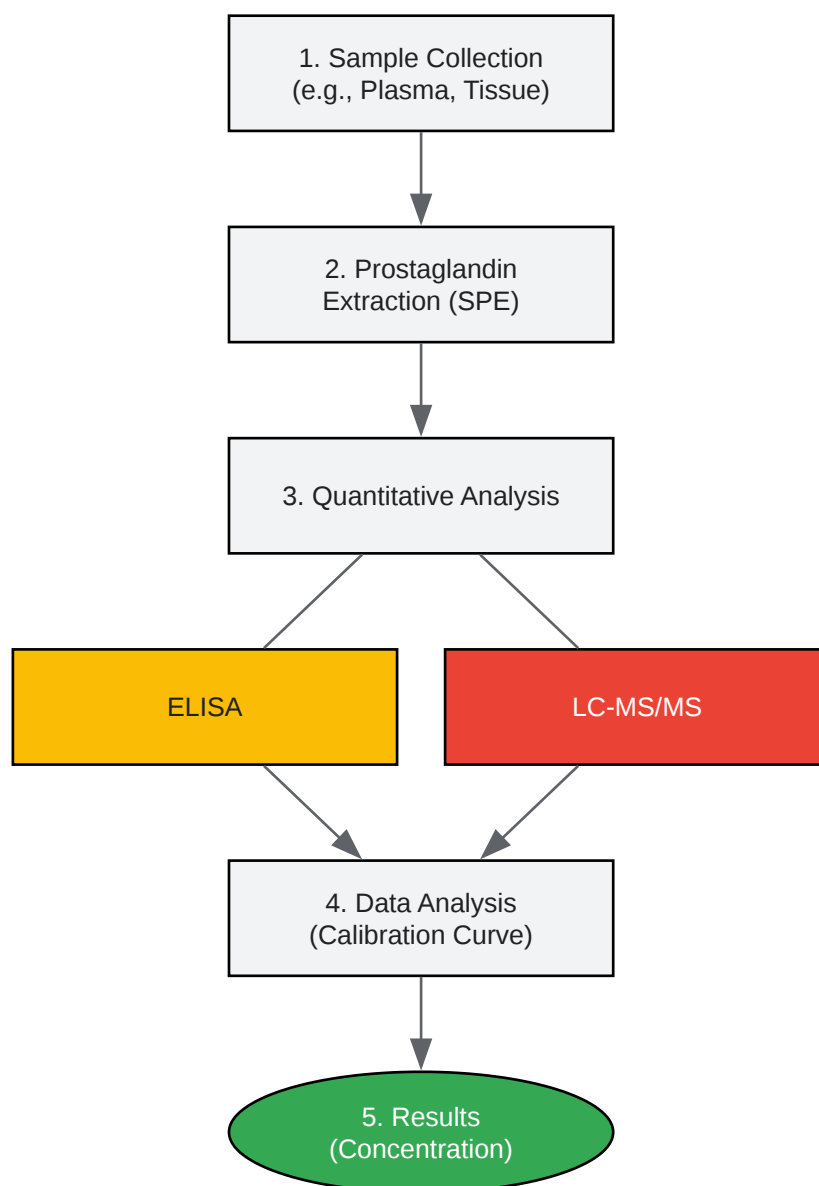 1. Sample Collection
(e.g., Plasma, Tissue)
2. Prostaglandin
Extraction (SPE)
3. Quantitative Analysis
ELISA
LC-MS/MS
4. Data Analysis
(Calibration Curve)
5. Results
(Concentration)